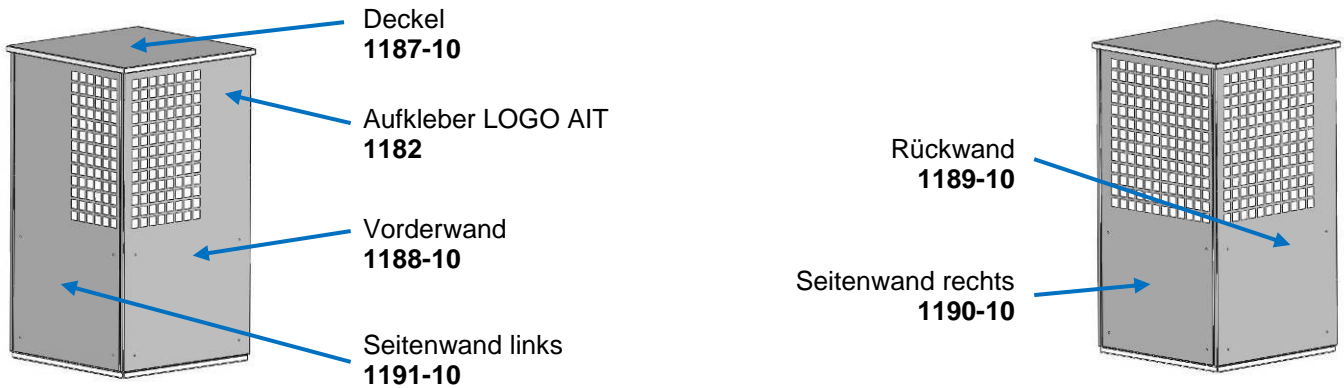 Deckel
1187-10
Aufkleber LOGO AIT
1182
Vorderwand
1188-10
Seitenwand links
1191-10
Rückwand
1189-10
Seitenwand rechts
1190-10